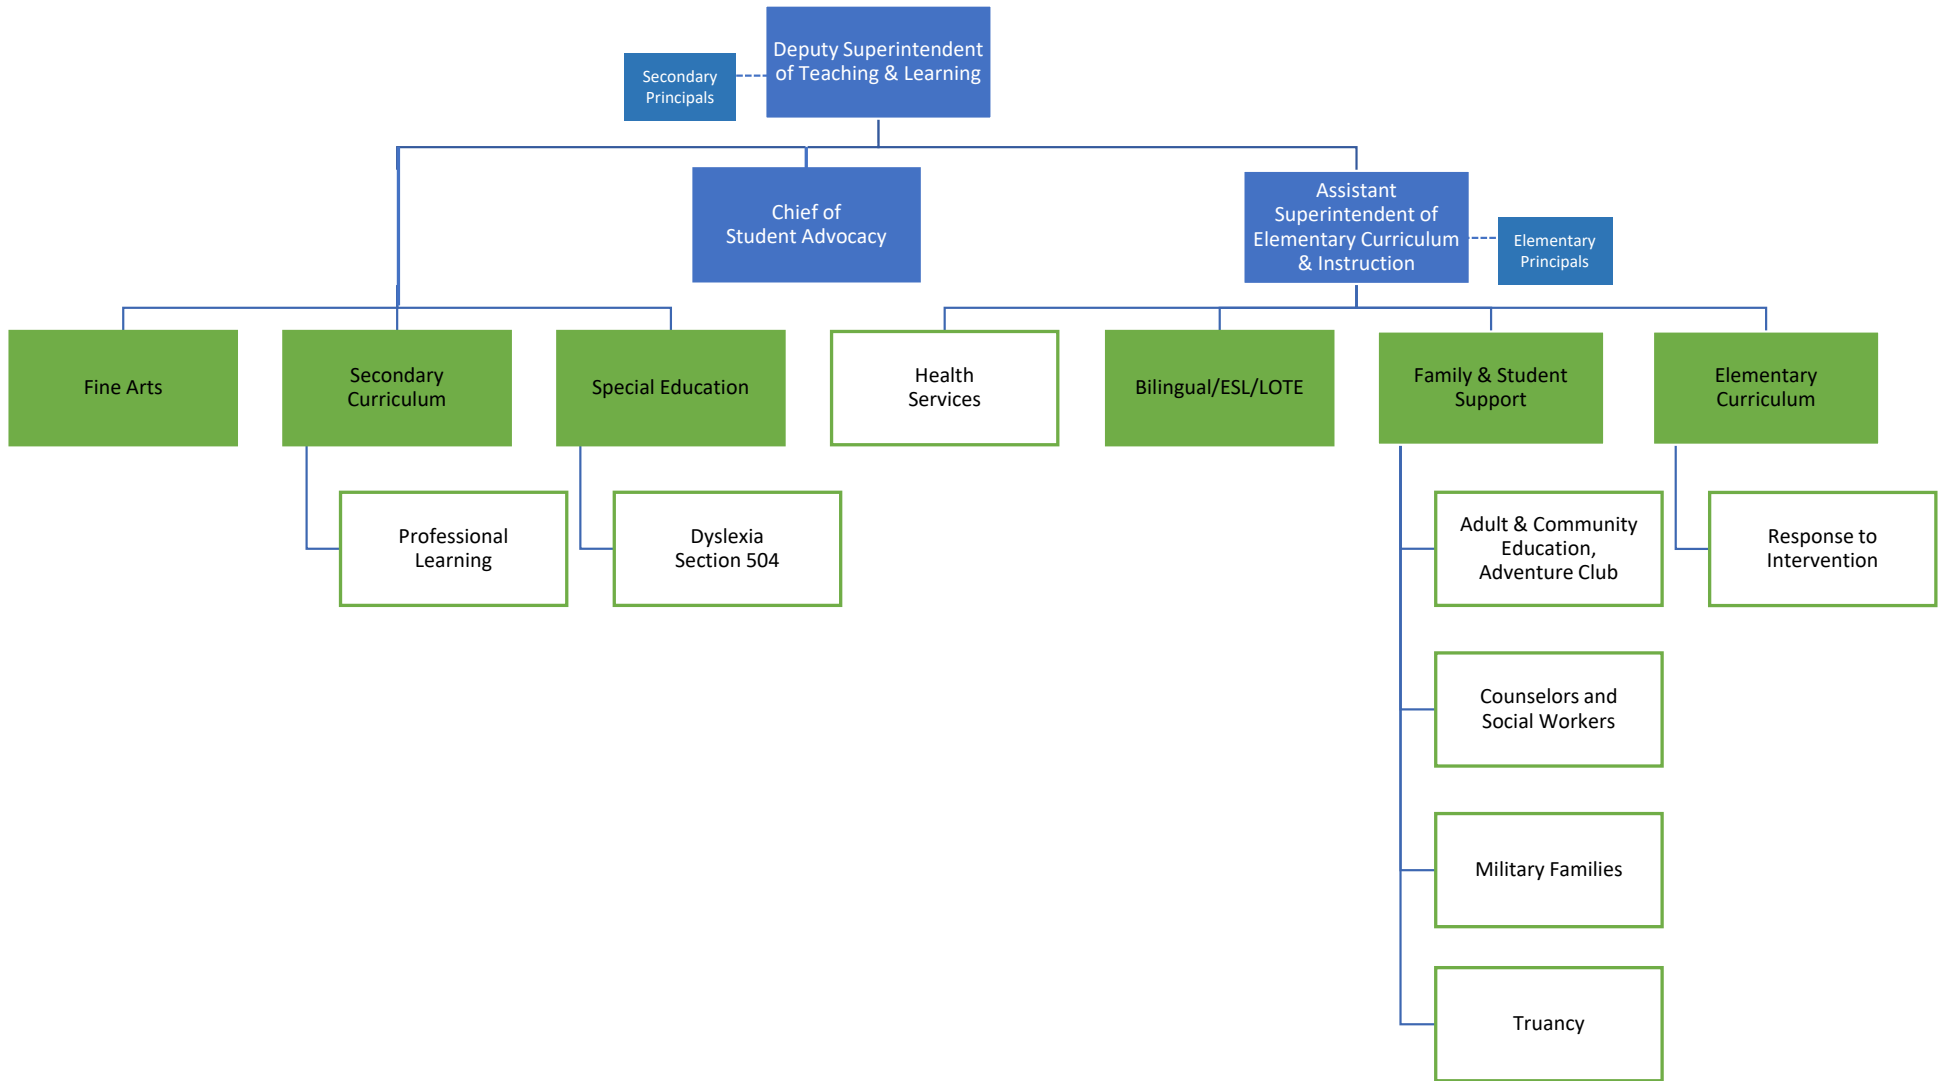 Deputy Superintendent
of Teaching & Learning
Secondary
Principals
Chief of
Student Advocacy
Assistant
Superintendent of
Elementary Curriculum
& Instruction
Elementary
Principals
Fine Arts
Secondary
Curriculum
Special Education
Health
Services
Bilingual/ESL/LOTE
Family & Student
Support
Elementary
Curriculum
Professional
Learning
Dyslexia
Section 504
Adult & Community
Education,
Adventure Club
Response to
Intervention
Counselors and
Social Workers
Military Families
Truancy